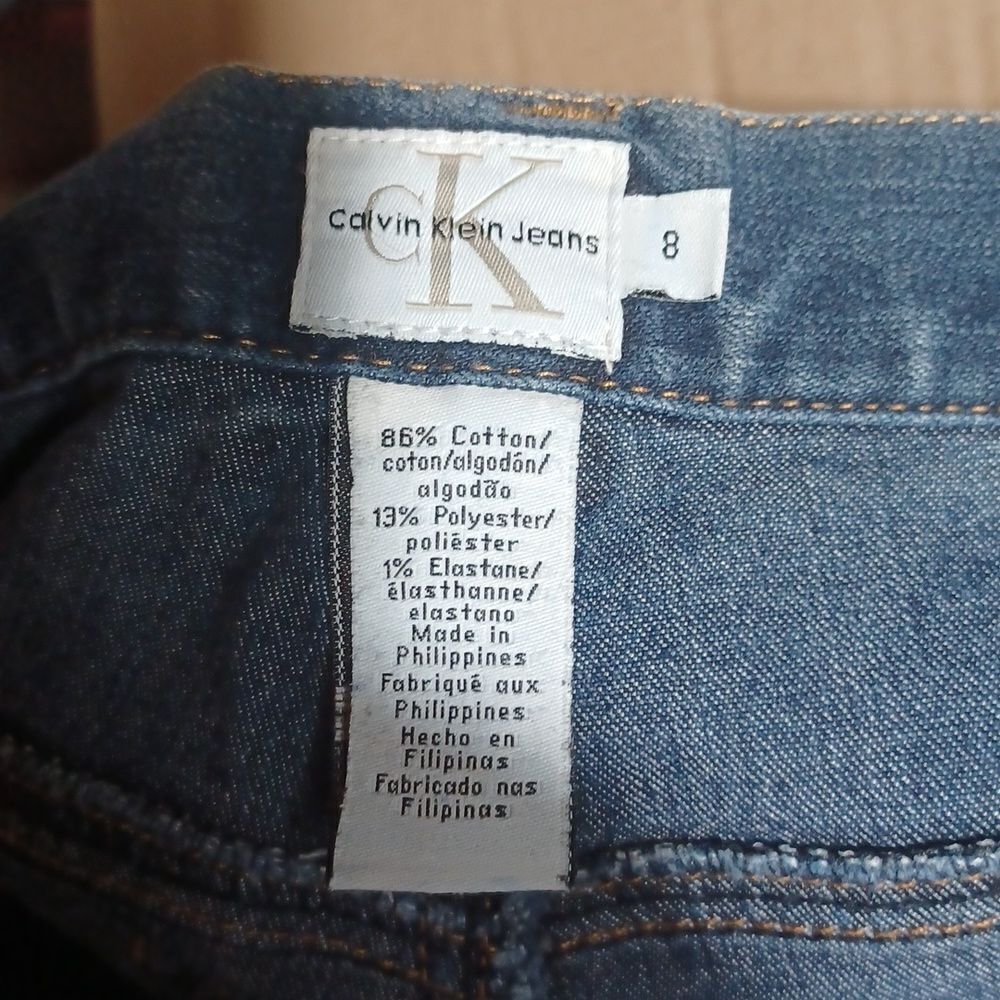 CK
Calvin Klein Jeans
8
86% Cotton/
coton/algodón/
algodão
13% Polyester/
poliéster
1% Elastane/
élasthanne/
elastano
Made in
Philippines
Fabriqué aux
Philippines
Hecho en
Filipinas
Fabricado nas
Filipinas